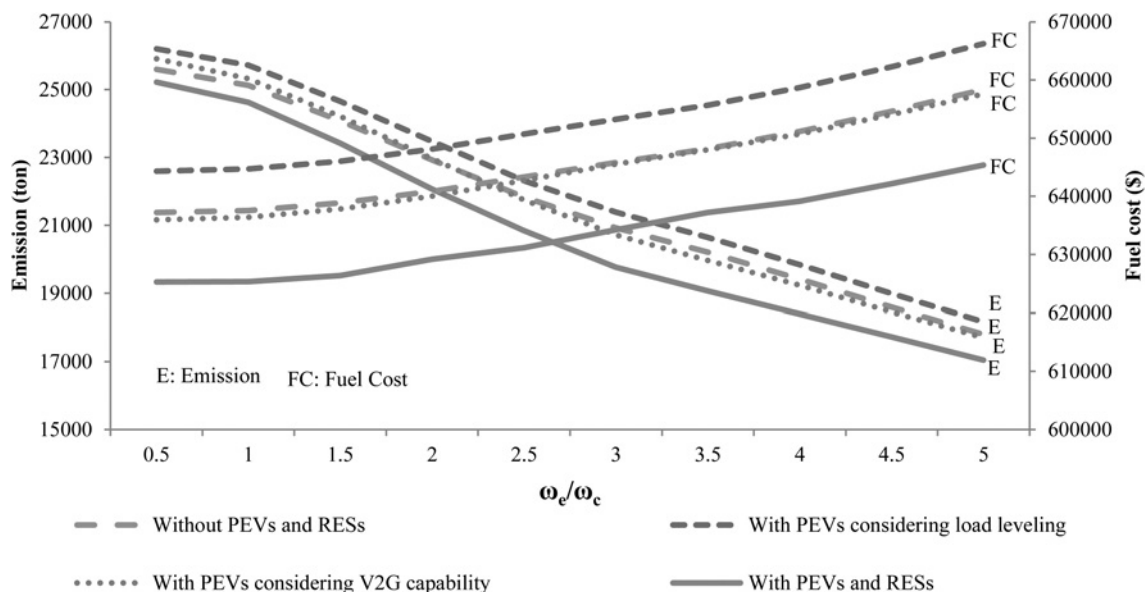 27000
25000
23000
21000
19000
17000
15000
Emission (ton)
670000
660000
650000
640000
630000
620000
610000
600000
Fuel cost ($)
FC
FC
FC
FC
E
E
E
E
E: Emission FC: Fuel Cost
0.5 1 1.5 2 2.5 3 3.5 4 4.5 5
ωe/ωc
Without PEVs and RESs
With PEVs considering load leveling
With PEVs considering V2G capability
With PEVs and RESs